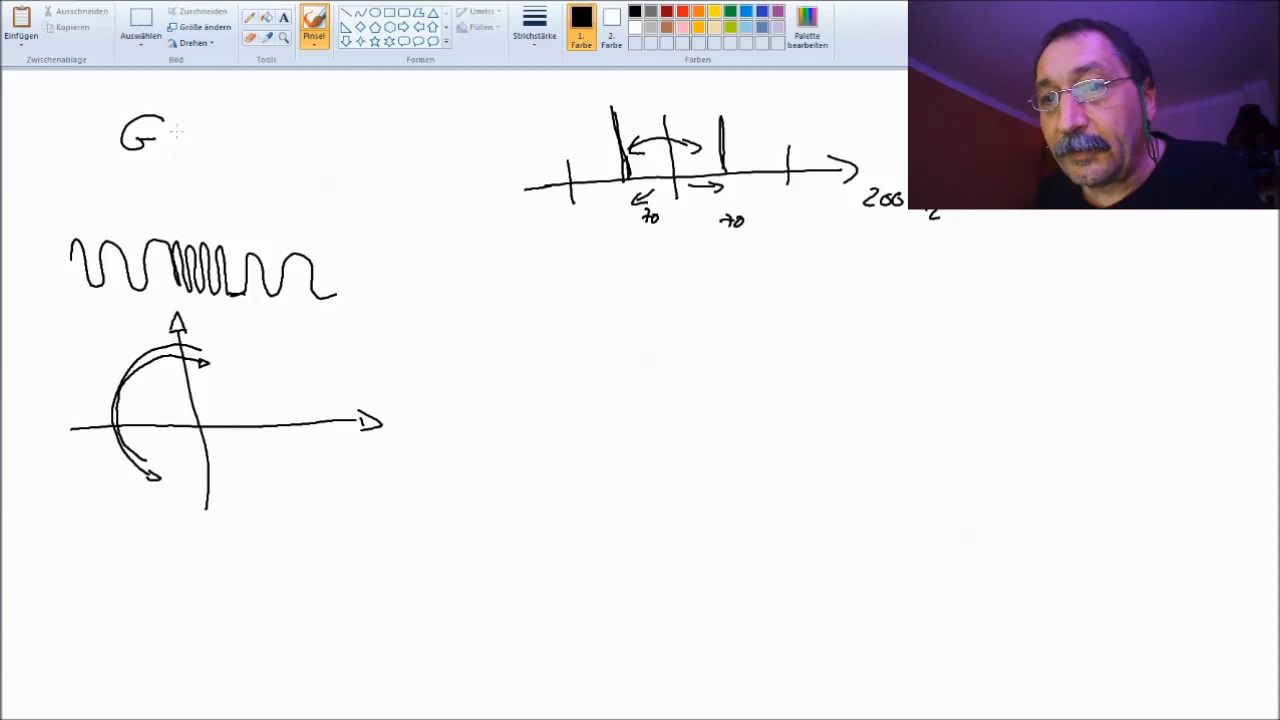 Einfügen
Ausschneiden
Kopieren
Zwischenablage
Auswählen
Zuschneiden
Größe ändern
Drehen
Bild
A
Tools
Pinsel
Umriss
Füllen
Formen
Strichstärke
1. Farbe
2. Farbe
Palette bearbeiten
Farben
G
200
70
70